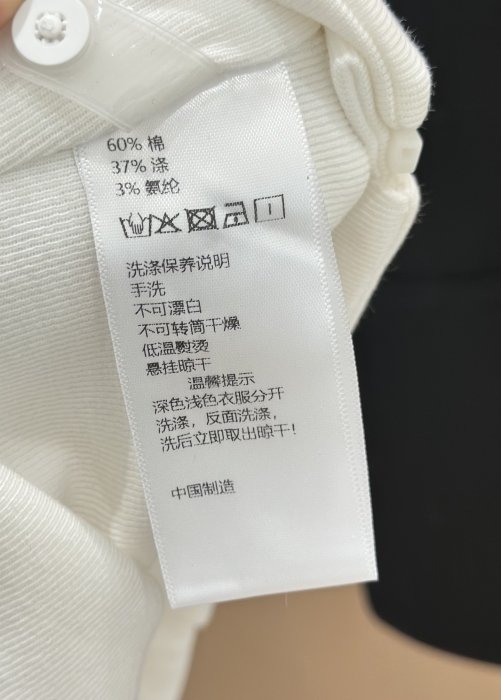 60% 棉
37% 涤
3% 氨纶
洗涤保养说明
手洗
不可漂白
不可转筒干燥
低温熨烫
悬挂晾干
温馨提示
深色浅色衣服分开
洗涤，反面洗涤，
洗后立即取出晾干！
中国制造